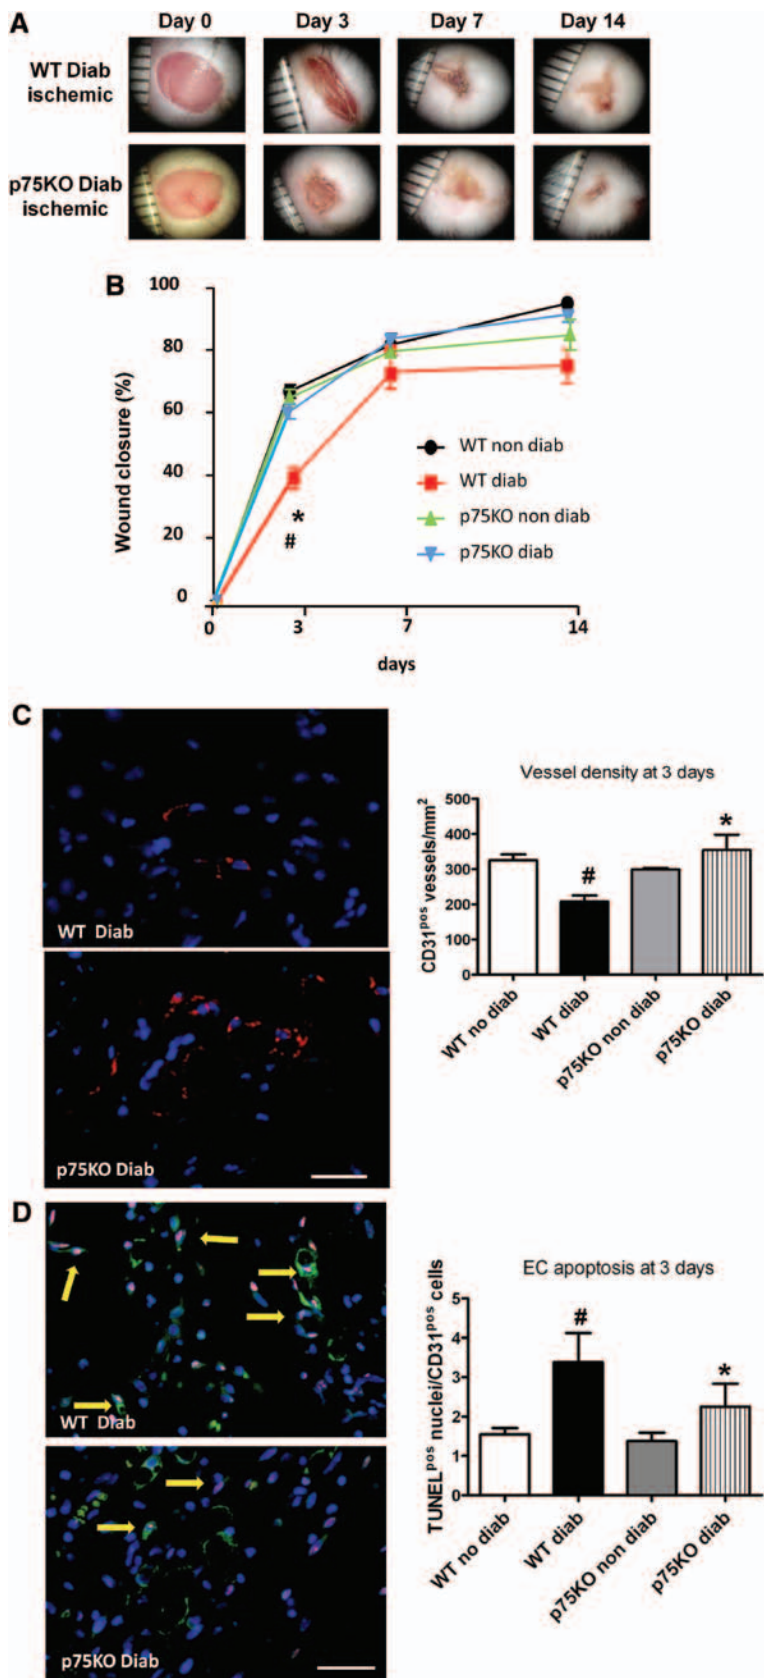 A
Day 0
Day 3
Day 7
Day 14
WT Diab
ischemic
p75KO Diab
ischemic
B
Wound closure (%)
100
80
60
40
20
0
WT non diab
WT diab
p75KO non diab
p75KO diab
*
#
0
3
7
14
days
C
WT Diab
p75KO Diab
Vessel density at 3 days
CD31pos vessels/mm2
500
400
300
200
100
0
#
*
WT no diab
WT diab
p75KO non diab
p75KO diab
D
WT Diab
p75KO Diab
EC apoptosis at 3 days
TUNELpos nuclei/CD31pos cells
5
4
3
2
1
0
#
*
WT no diab
WT diab
p75KO non diab
p75KO diab